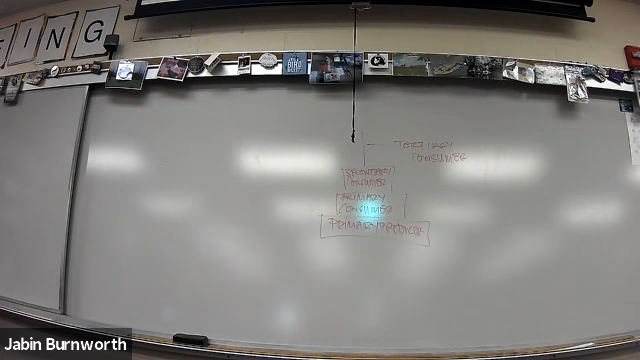 ING
TERTIARY
CONSUMER
SECONDARY
CONSUMER
PRIMARY
CONSUMER
PRIMARY PRODUCER
Jabin Burnworth